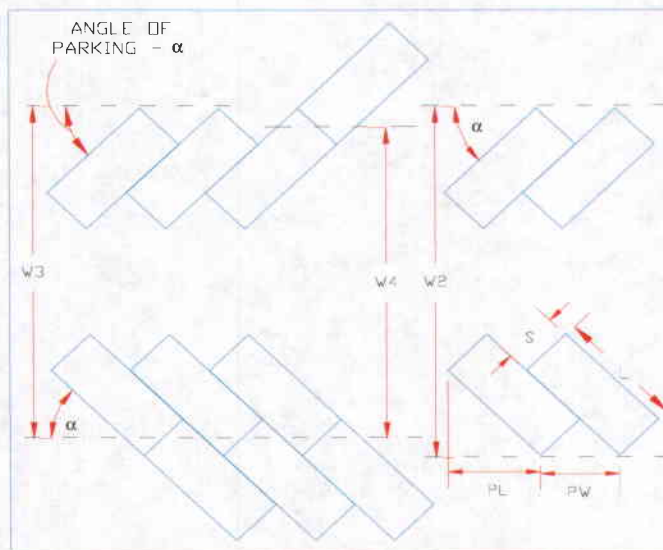 ANGLE OF
PARKING - α
α
W3
W4
W2
S
L
α
PL
PW